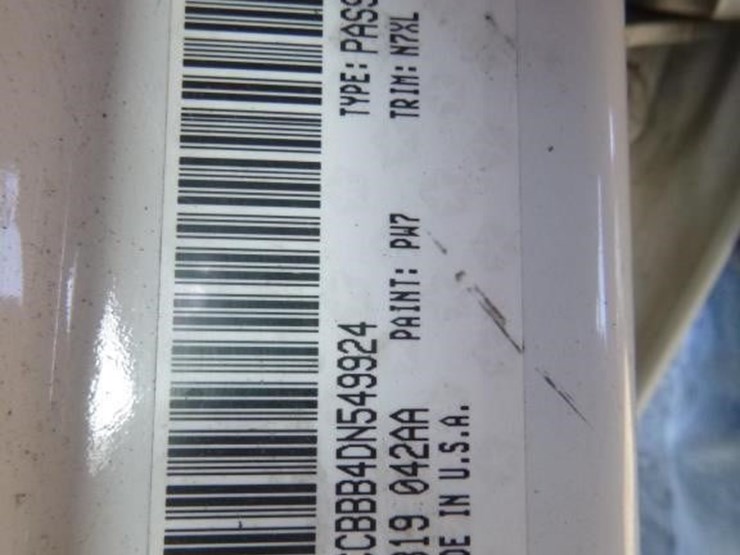 CBBB4DN549924 TYPE: PASS
319 042AA PAINT: PW7 TRIM: N7XL
DE IN U.S.A.